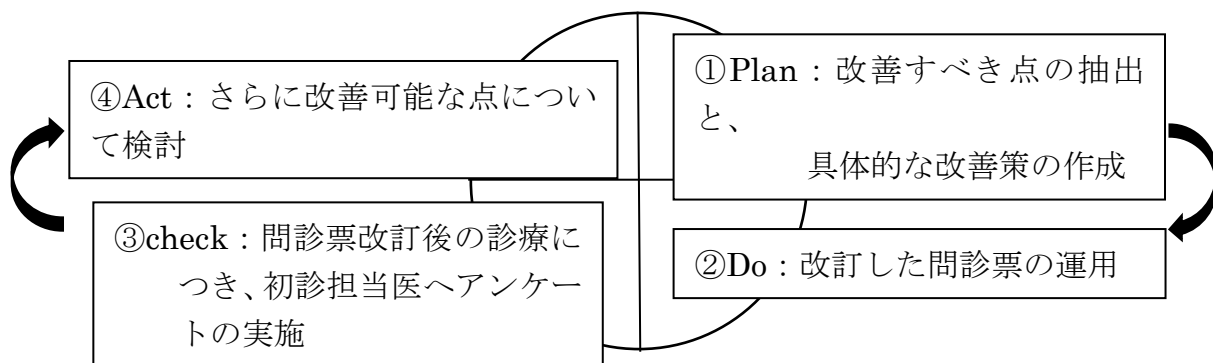 ①Plan：改善すべき点の抽出
と、
具体的な改善策の作成
②Do：改訂した問診票の運用
③check：問診票改訂後の診療に
つき、初診担当医へアンケー
トの実施
④Act：さらに改善可能な点につい
て検討